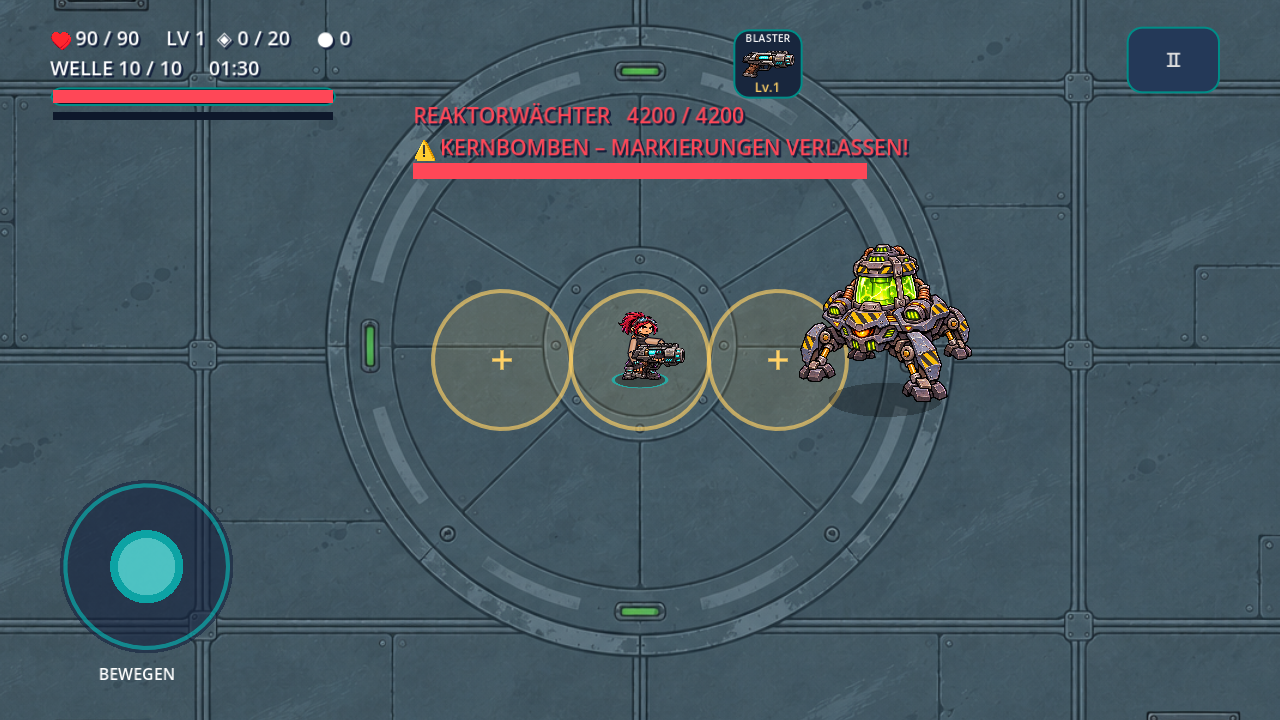 90 / 90 LV 1 0 / 20 0
WELLE 10 / 10 01:30
BLASTER
Lv.1
II
REAKTORWÄCHTER 4200 / 4200
⚠ KERNBOMBEN – MARKIERUNGEN VERLASSEN!
BEWEGEN